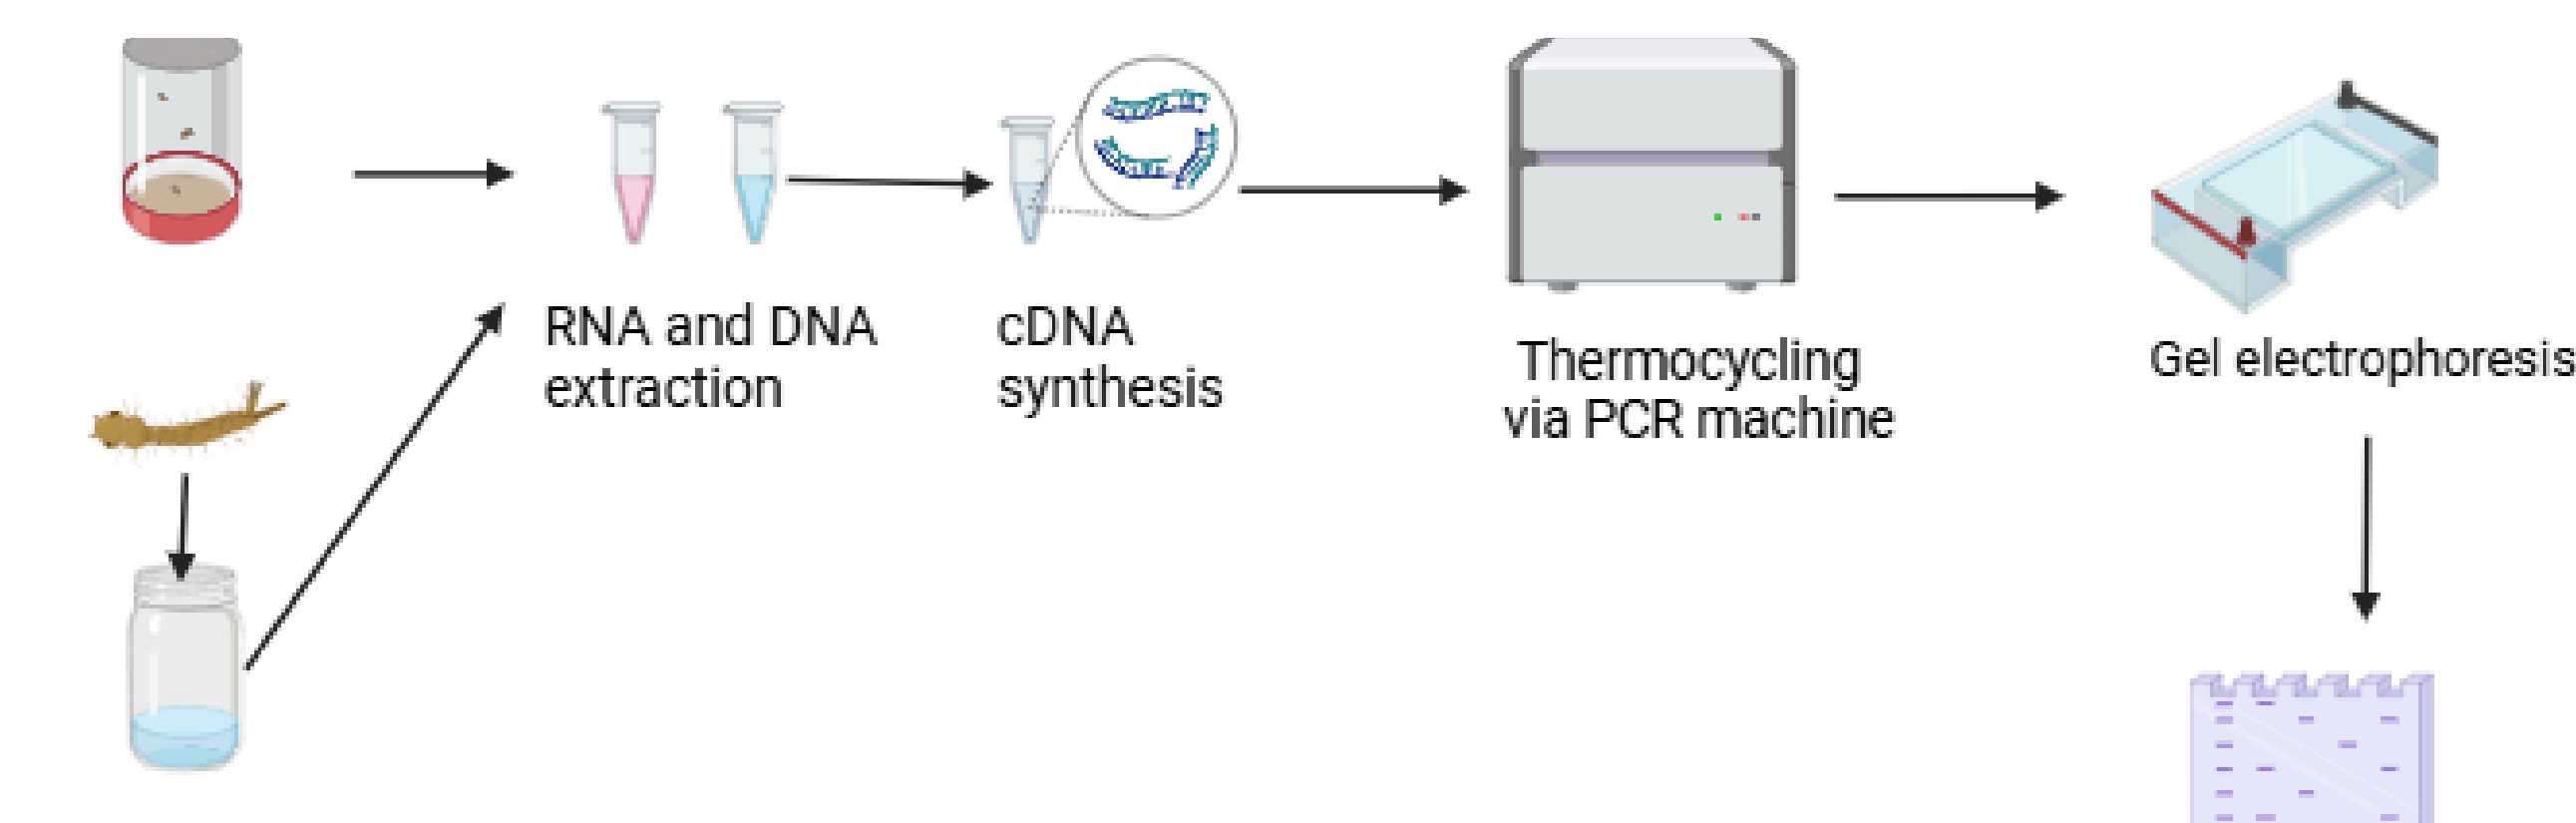 RNA and DNA
extraction
cDNA
synthesis
Thermocycling
via PCR machine
Gel electrophoresis